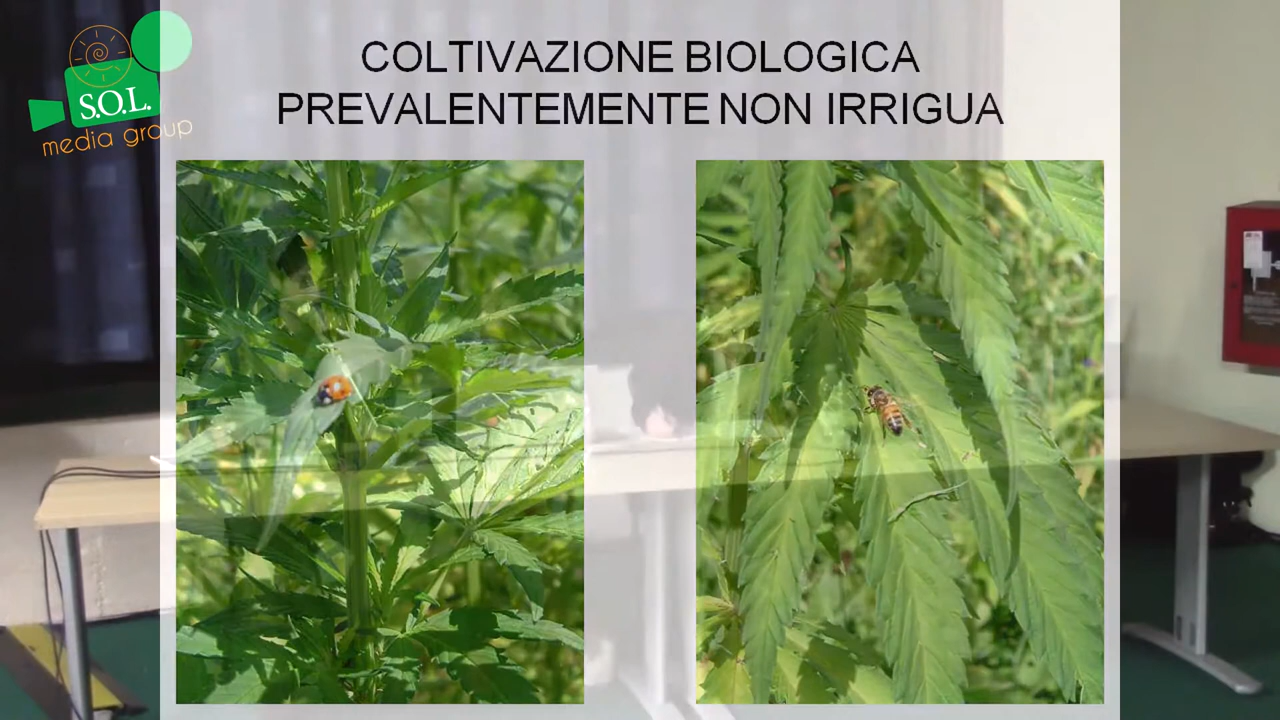 S.O.L.
media group
COLTIVAZIONE BIOLOGICA
PREVALENTEMENTE NON IRRIGUA